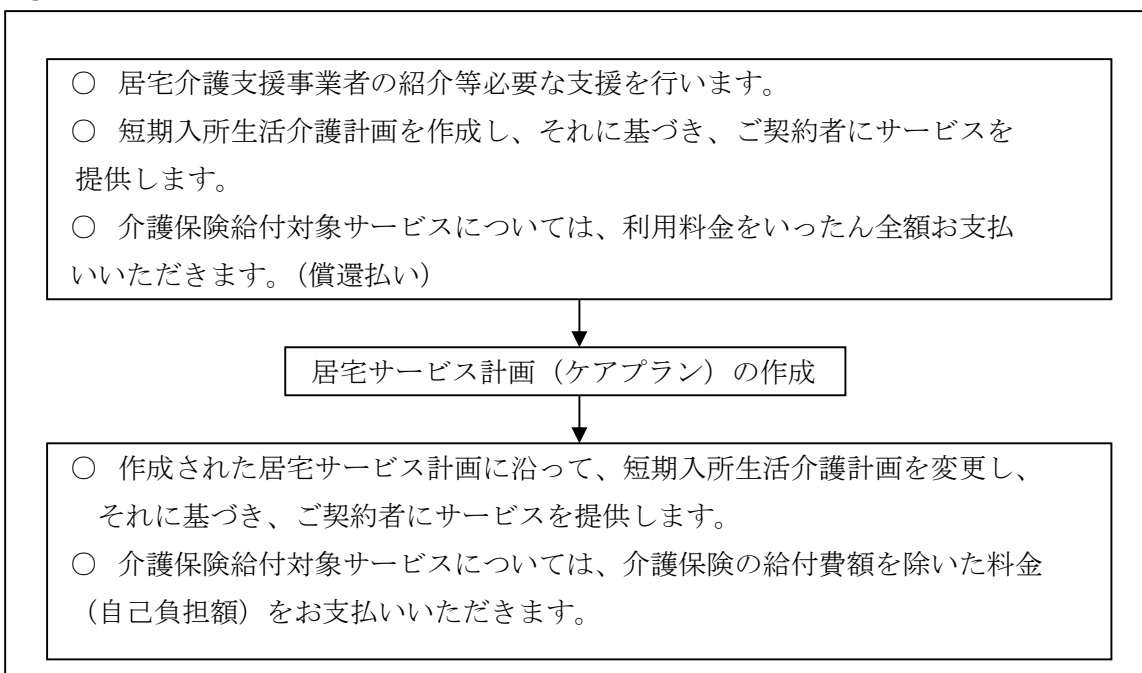 ○ 居宅介護支援事業者の紹介等必要な支援を行います。
○ 短期入所生活介護計画を作成し、それに基づき、ご契約者にサービスを
提供します。
○ 介護保険給付対象サービスについては、利用料金をいったん全額お支払
いいただきます。（償還払い）
居宅サービス計画（ケアプラン）の作成
○ 作成された居宅サービス計画に沿って、短期入所生活介護計画を変更し、
それに基づき、ご契約者にサービスを提供します。
○ 介護保険給付対象サービスについては、介護保険の給付費額を除いた料金
（自己負担額）をお支払いいただきます。